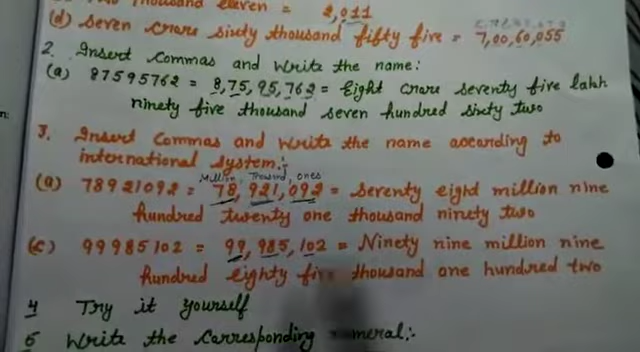 thousand eleven = 2,011
(d) Seven crore sixty thousand fifty five = 7,00,60,055
2. Insert Commas and Write the name:
(a) 87595762 = 8,75,95,762 = Eight crore seventy five lakh
ninety five thousand seven hundred sixty two
3. Insert Commas and Write the name according to
international System:-
Million, Thousand, ones
(a) 78921092 = 78,921,092 = Seventy eight million nine
hundred twenty one thousand ninety two
(c) 99985102 = 99,985,102 = Ninety nine million nine
hundred eighty five thousand one hundred two
4 Try it yourself
5 Write the Corresponding numeral:-